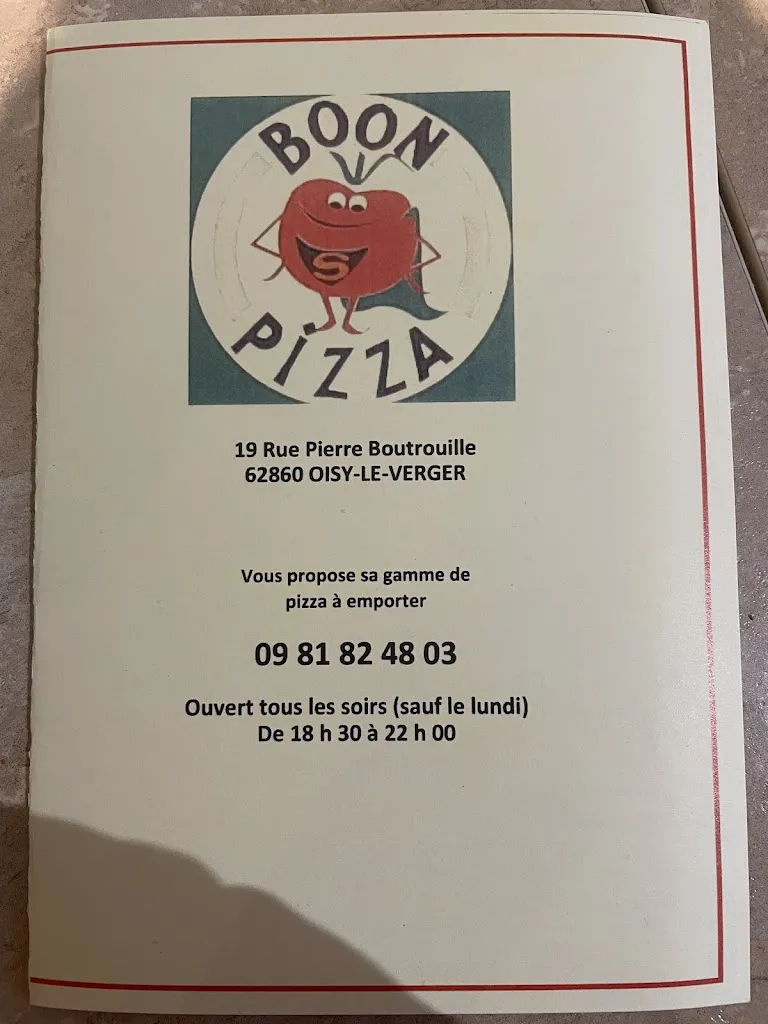 BOON
S
PiZZA
19 Rue Pierre Boutrouille
62860 OISY-LE-VERGER
Vous propose sa gamme de
pizza à emporter
09 81 82 48 03
Ouvert tous les soirs (sauf le lundi)
De 18 h 30 à 22 h 00